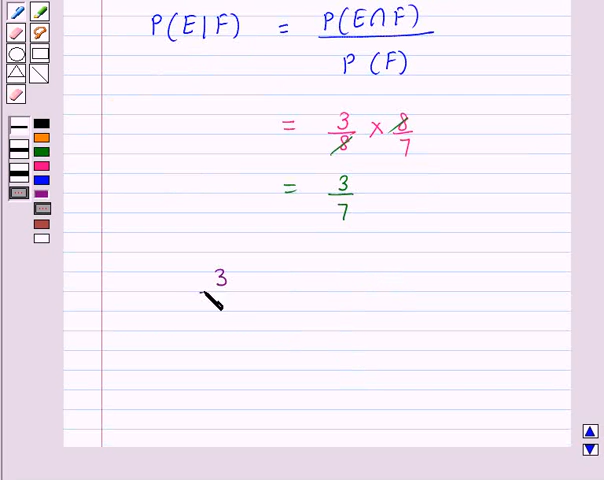 P(E|F) = P(E∩F) / P(F)
= 3/8 × 8/7
= 3/7
3